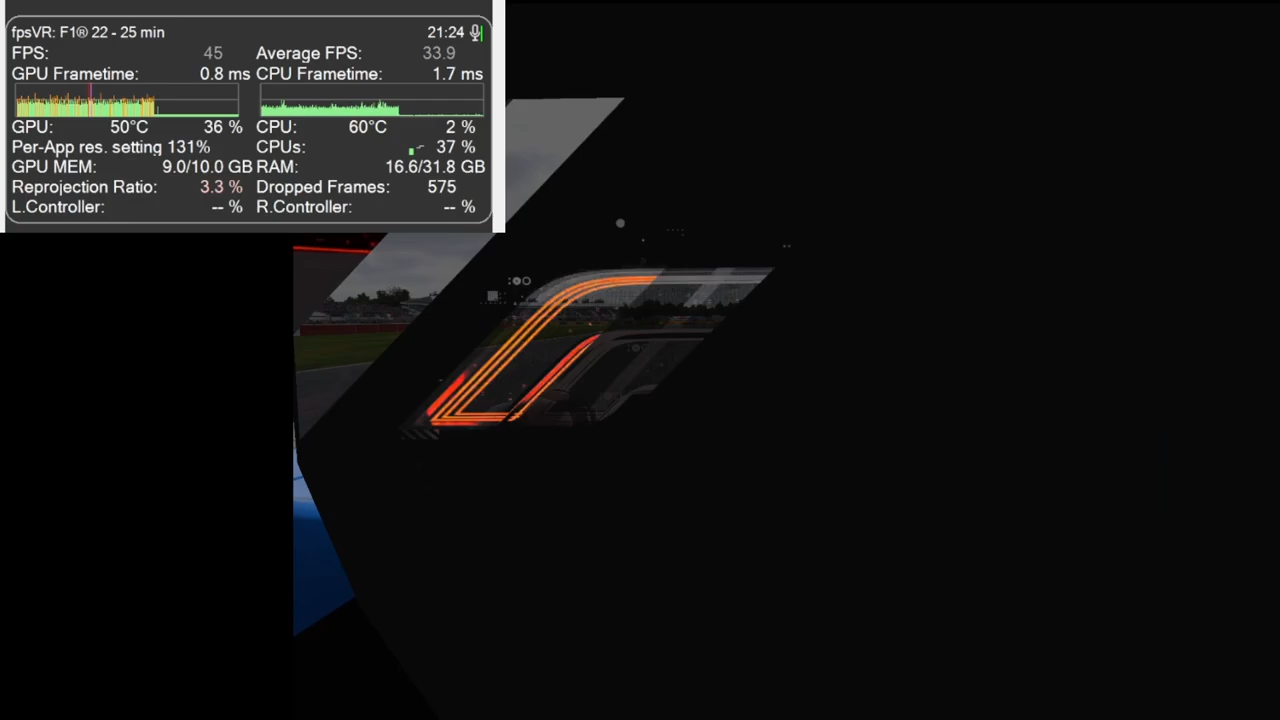 fpsVR: F1® 22 - 25 min 21:24
FPS: 45 Average FPS: 33.9
GPU Frametime: 0.8 ms CPU Frametime: 1.7 ms
GPU: 50°C 36 % CPU: 60°C 2 %
Per-App res. setting 131% CPUs: 37 %
GPU MEM: 9.0/10.0 GB RAM: 16.6/31.8 GB
Reprojection Ratio: 3.3 % Dropped Frames: 575
L.Controller: -- % R.Controller: -- %